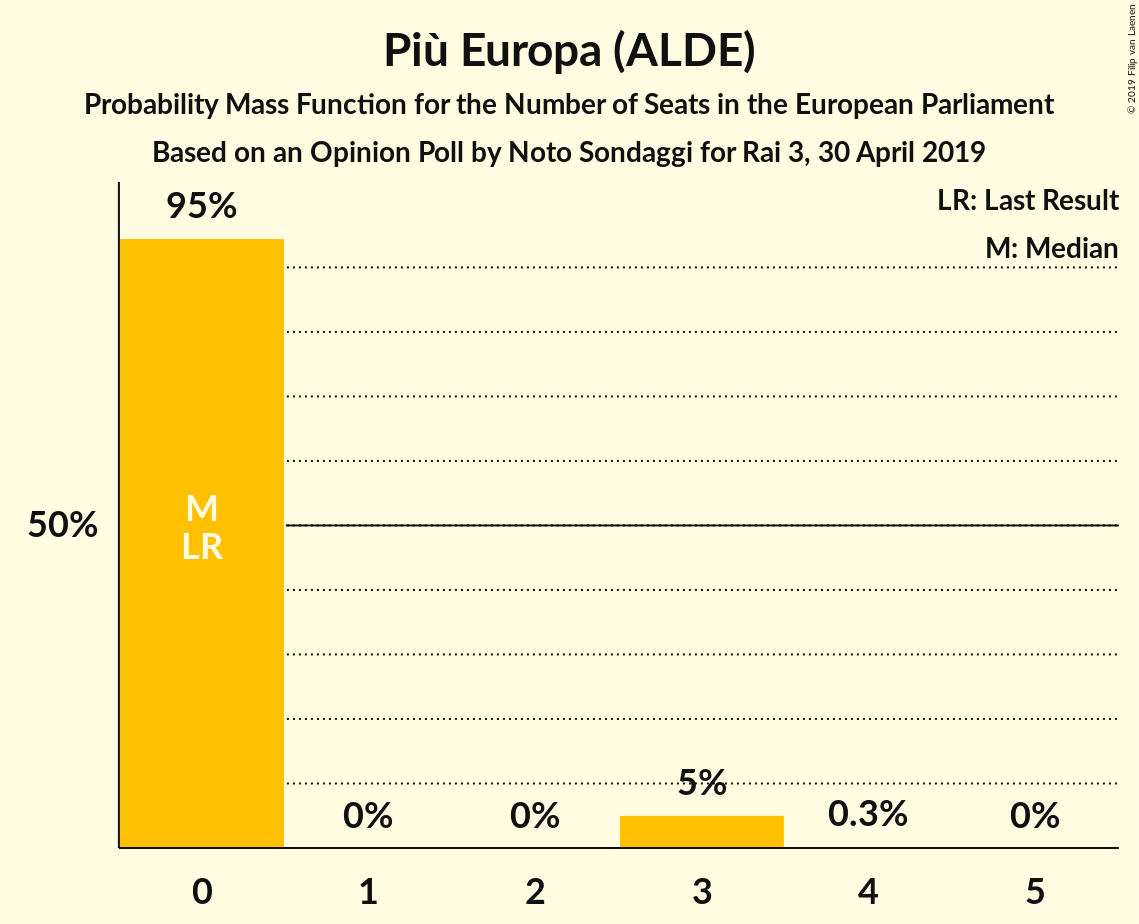 Più Europa (ALDE)
Probability Mass Function for the Number of Seats in the European Parliament
Based on an Opinion Poll by Noto Sondaggi for Rai 3, 30 April 2019
© 2019 Filip van Laenen
LR: Last Result
M: Median
95%
50%
M
LR
0%
0%
5%
0.3%
0%
0
1
2
3
4
5